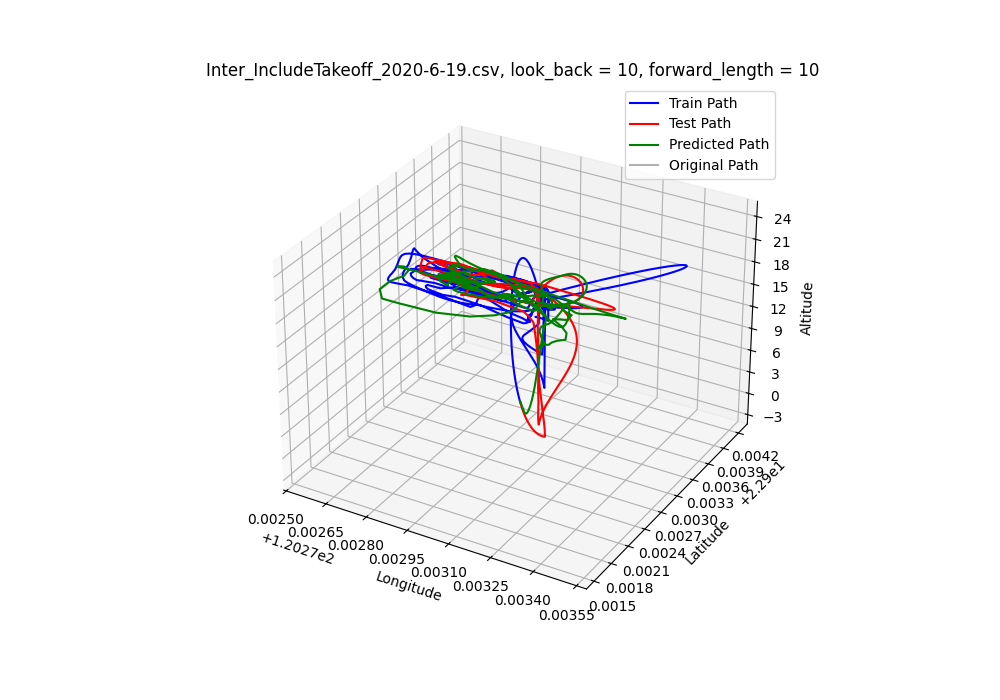 Inter_IncludeTakeoff_2020-6-19.csv, look_back = 10, forward_length = 10
Train Path
Test Path
Predicted Path
Original Path
24
21
18
15
12
9
6
3
0
−3
Altitude
0.0042
0.0039
0.0036
0.0033
0.0030
0.0027
0.0024
0.0021
0.0018
0.0015
+2.29e1
Latitude
0.00250
0.00265
0.00280
0.00295
0.00310
0.00325
0.00340
0.00355
+1.2027e2
Longitude